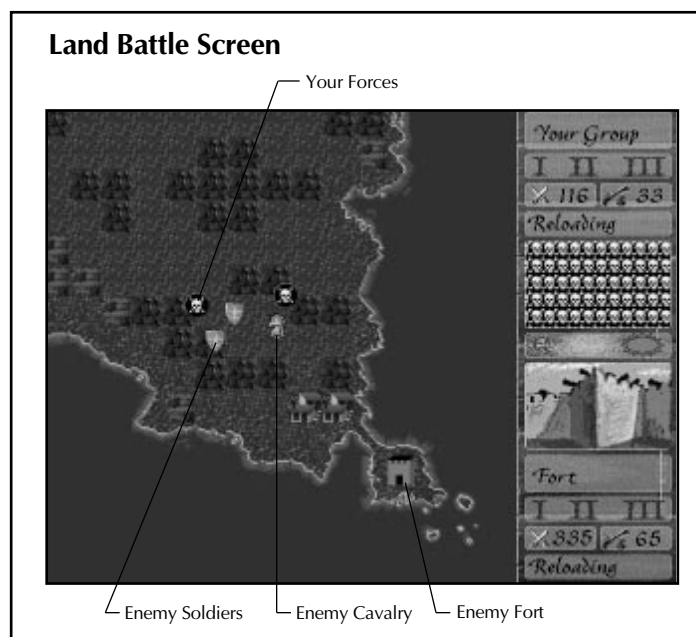 Land Battle Screen
Your Forces
Your Group
I II III
116 33
Reloading
Fort
I II III
335 65
Reloading
Enemy Soldiers
Enemy Cavalry
Enemy Fort